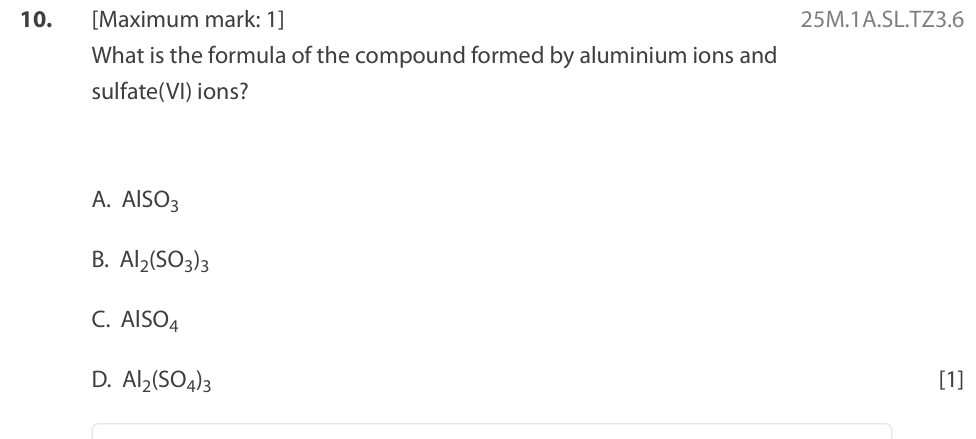 10. [Maximum mark: 1] 25M.1A.SL.TZ3.6
What is the formula of the compound formed by aluminium ions and
sulfate(VI) ions?
A. AlSO₃
B. Al₂(SO₃)₃
C. AlSO₄
D. Al₂(SO₄)₃ [1]